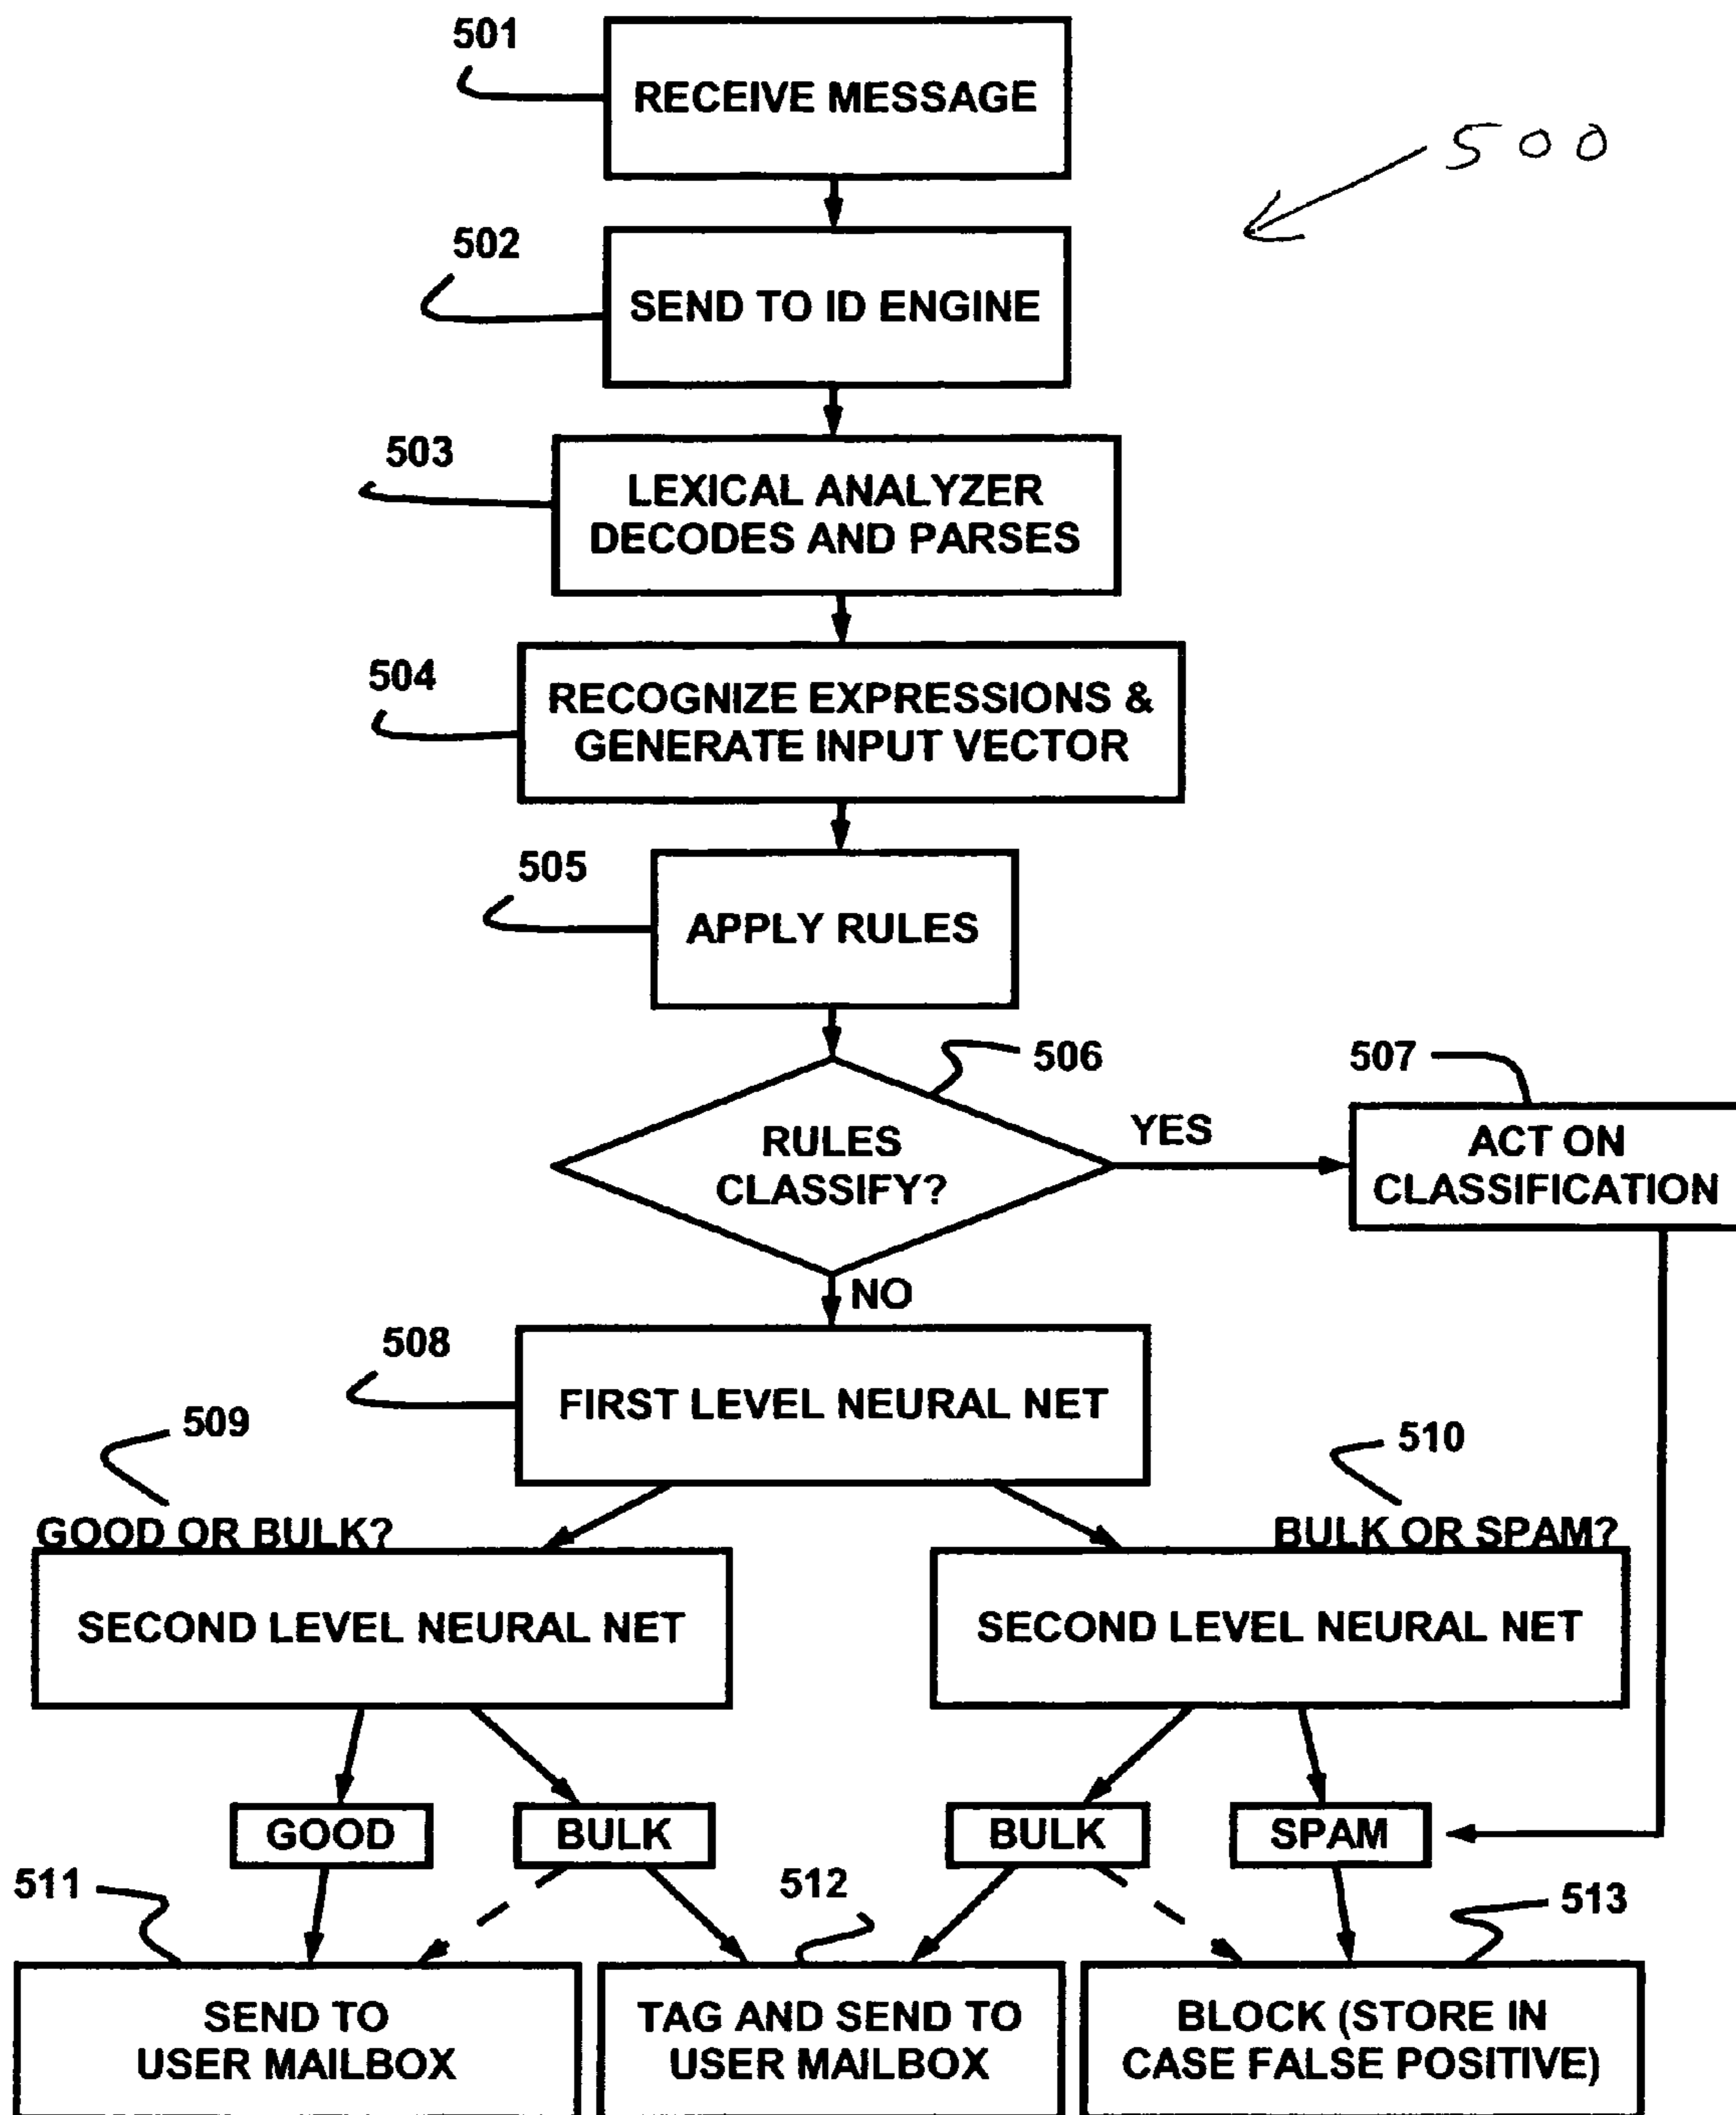 501
RECEIVE MESSAGE
500
502
SEND TO ID ENGINE
503
LEXICAL ANALYZER
DECODES AND PARSES
504
RECOGNIZE EXPRESSIONS &
GENERATE INPUT VECTOR
505
APPLY RULES
506
507
RULES
CLASSIFY?
YES
ACT ON
CLASSIFICATION
NO
508
FIRST LEVEL NEURAL NET
509
510
GOOD OR BULK?
BULK OR SPAM?
SECOND LEVEL NEURAL NET
SECOND LEVEL NEURAL NET
GOOD
BULK
BULK
SPAM
511
512
513
SEND TO
USER MAILBOX
TAG AND SEND TO
USER MAILBOX
BLOCK (STORE IN
CASE FALSE POSITIVE)